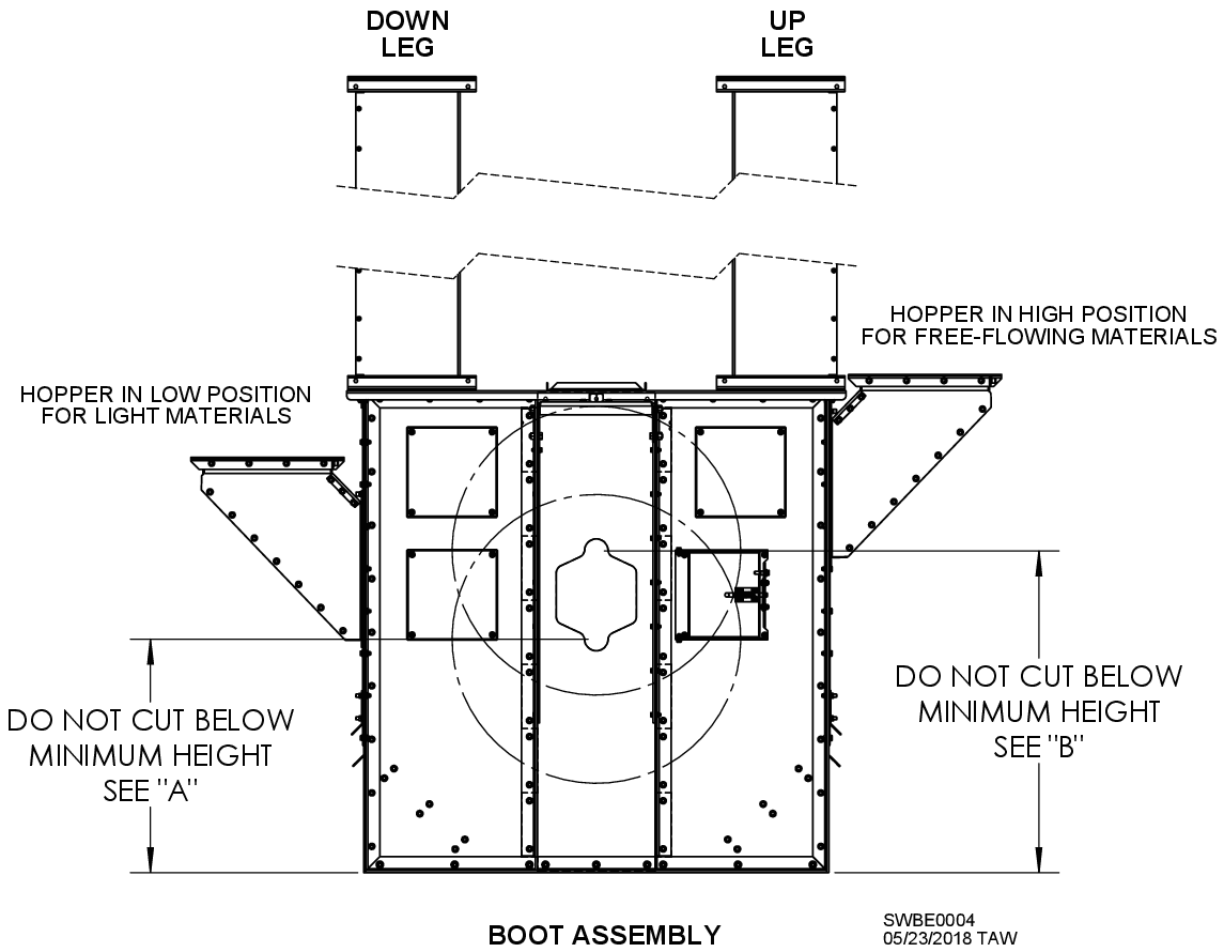 DOWN
LEG
UP
LEG
HOPPER IN HIGH POSITION
FOR FREE-FLOWING MATERIALS
HOPPER IN LOW POSITION
FOR LIGHT MATERIALS
DO NOT CUT BELOW
MINIMUM HEIGHT
SEE "A"
DO NOT CUT BELOW
MINIMUM HEIGHT
SEE "B"
BOOT ASSEMBLY
SWBE0004
05/23/2018 TAW